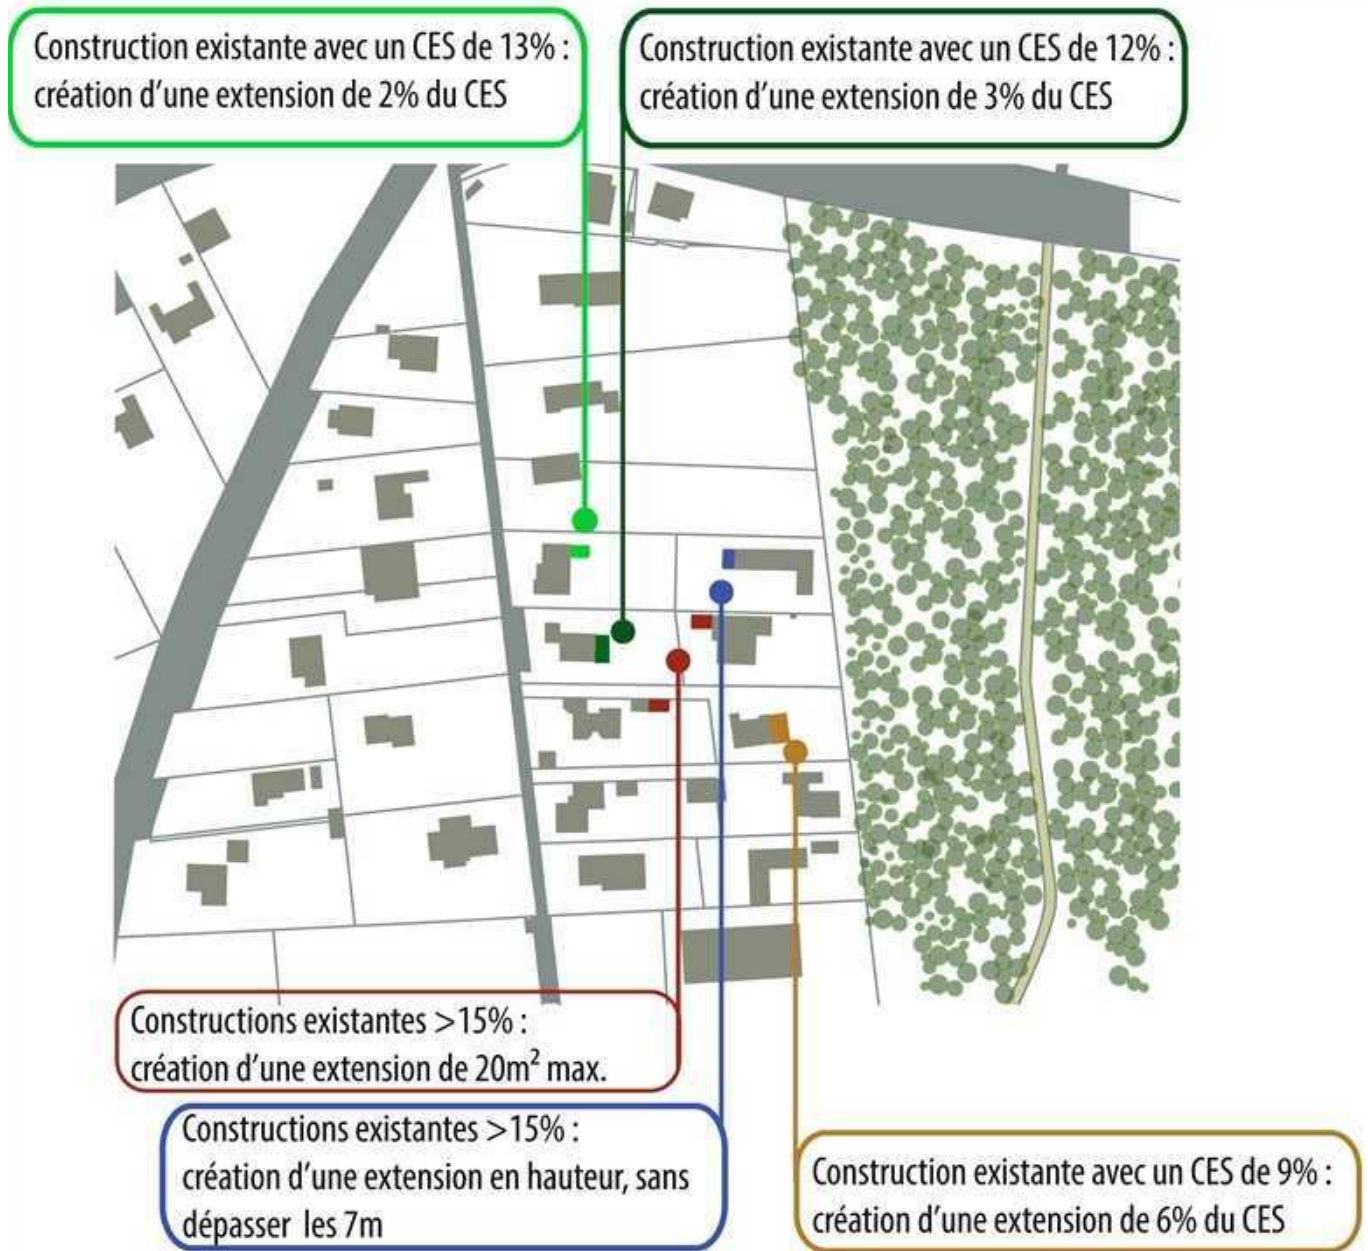 Construction existante avec un CES de 13% :
création d'une extension de 2% du CES
Construction existante avec un CES de 12% :
création d'une extension de 3% du CES
Constructions existantes >15% :
création d'une extension de 20m² max.
Constructions existantes >15% :
création d'une extension en hauteur, sans
dépasser les 7m
Construction existante avec un CES de 9% :
création d'une extension de 6% du CES